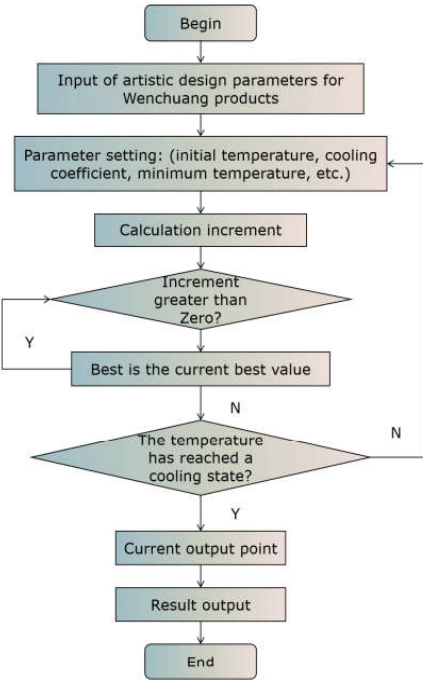 Begin
Input of artistic design parameters for
Wenchuang products
Parameter setting: (initial temperature, cooling
coefficient, minimum temperature, etc.)
Calculation increment
Increment
greater than
Zero?
Y
Best is the current best value
N
N
The temperature
has reached a
cooling state?
Y
Current output point
Result output
End